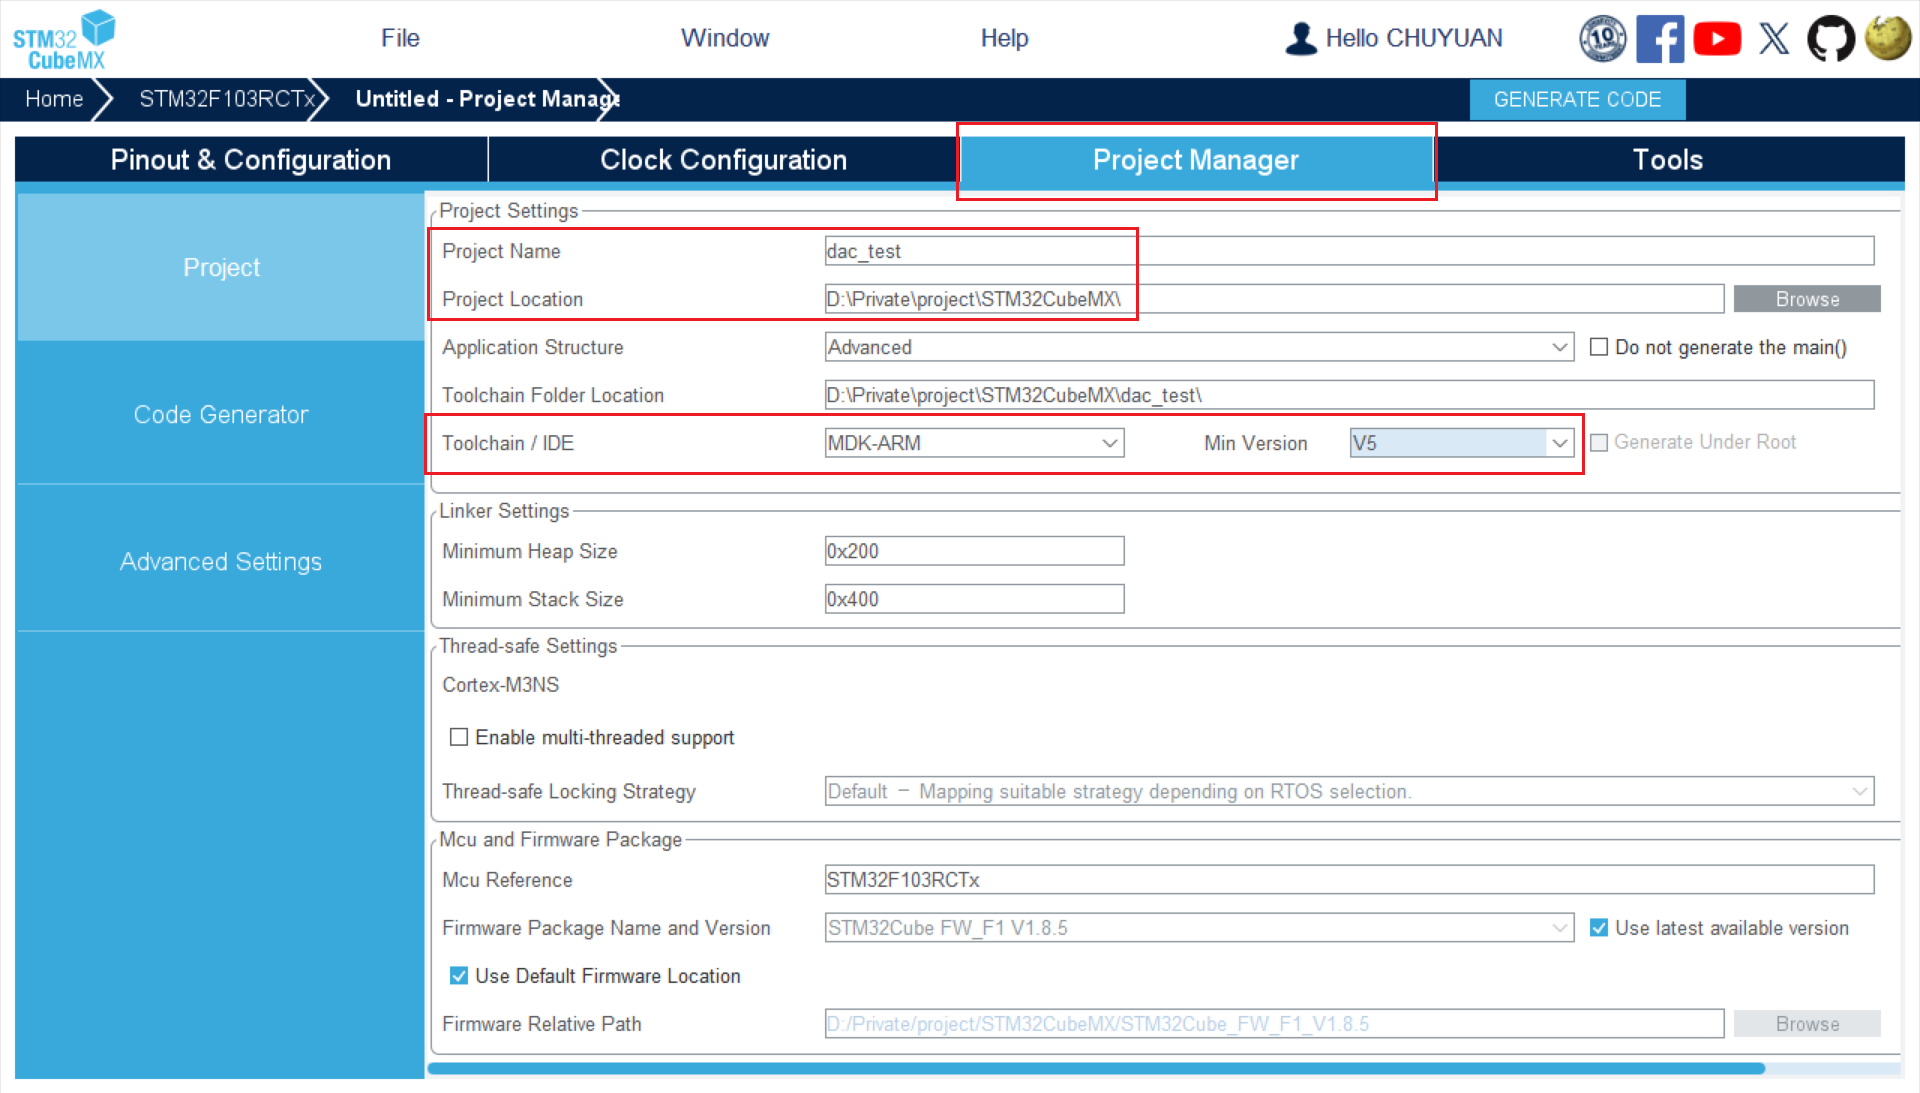 STM32
CubeMX
File
Window
Help
Hello CHUYUAN
10
Home
STM32F103RCTx
Untitled - Project Manage
GENERATE CODE
Pinout & Configuration
Clock Configuration
Project Manager
Tools
Project
Code Generator
Advanced Settings
Project Settings
Project Name
dac_test
Project Location
D:\Private\project\STM32CubeMX\
Browse
Application Structure
Advanced
Do not generate the main()
Toolchain Folder Location
D:\Private\project\STM32CubeMX\dac_test\
Toolchain / IDE
MDK-ARM
Min Version
V5
Generate Under Root
Linker Settings
Minimum Heap Size
0x200
Minimum Stack Size
0x400
Thread-safe Settings
Cortex-M3NS
Enable multi-threaded support
Thread-safe Locking Strategy
Default – Mapping suitable strategy depending on RTOS selection.
Mcu and Firmware Package
Mcu Reference
STM32F103RCTx
Firmware Package Name and Version
STM32Cube FW_F1 V1.8.5
Use latest available version
Use Default Firmware Location
Firmware Relative Path
D:/Private/project/STM32CubeMX/STM32Cube_FW_F1_V1.8.5
Browse